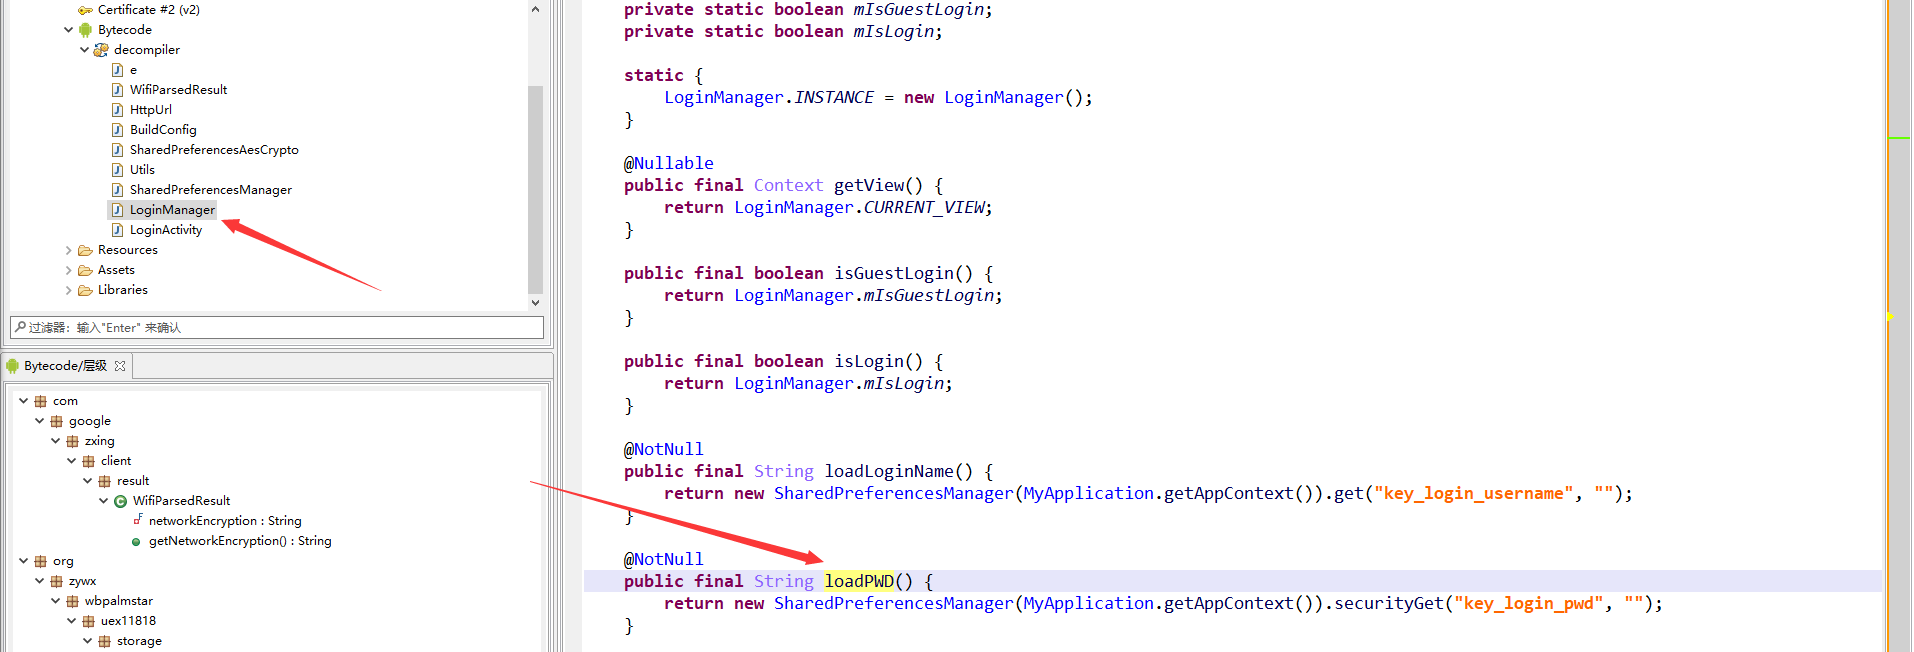 Certificate #2 (v2)
Bytecode
decompiler
e
WifiParsedResult
HttpUrl
BuildConfig
SharedPreferencesAesCrypto
Utils
SharedPreferencesManager
LoginManager
LoginActivity
Resources
Assets
Libraries
过滤器: 输入"Enter" 来确认
Bytecode/层级
com
google
zxing
client
result
WifiParsedResult
networkEncryption : String
getNetworkEncryption() : String
org
zywx
wbpalmstar
uex11818
storage
private static boolean mIsGuestLogin;
private static boolean mIsLogin;
static {
LoginManager.INSTANCE = new LoginManager();
}
@Nullable
public final Context getView() {
return LoginManager.CURRENT_VIEW;
}
public final boolean isGuestLogin() {
return LoginManager.mIsGuestLogin;
}
public final boolean isLogin() {
return LoginManager.mIsLogin;
}
@NotNull
public final String loadLoginName() {
return new SharedPreferencesManager(MyApplication.getAppContext()).get("key_login_username", "");
}
@NotNull
public final String loadPWD() {
return new SharedPreferencesManager(MyApplication.getAppContext()).securityGet("key_login_pwd", "");
}